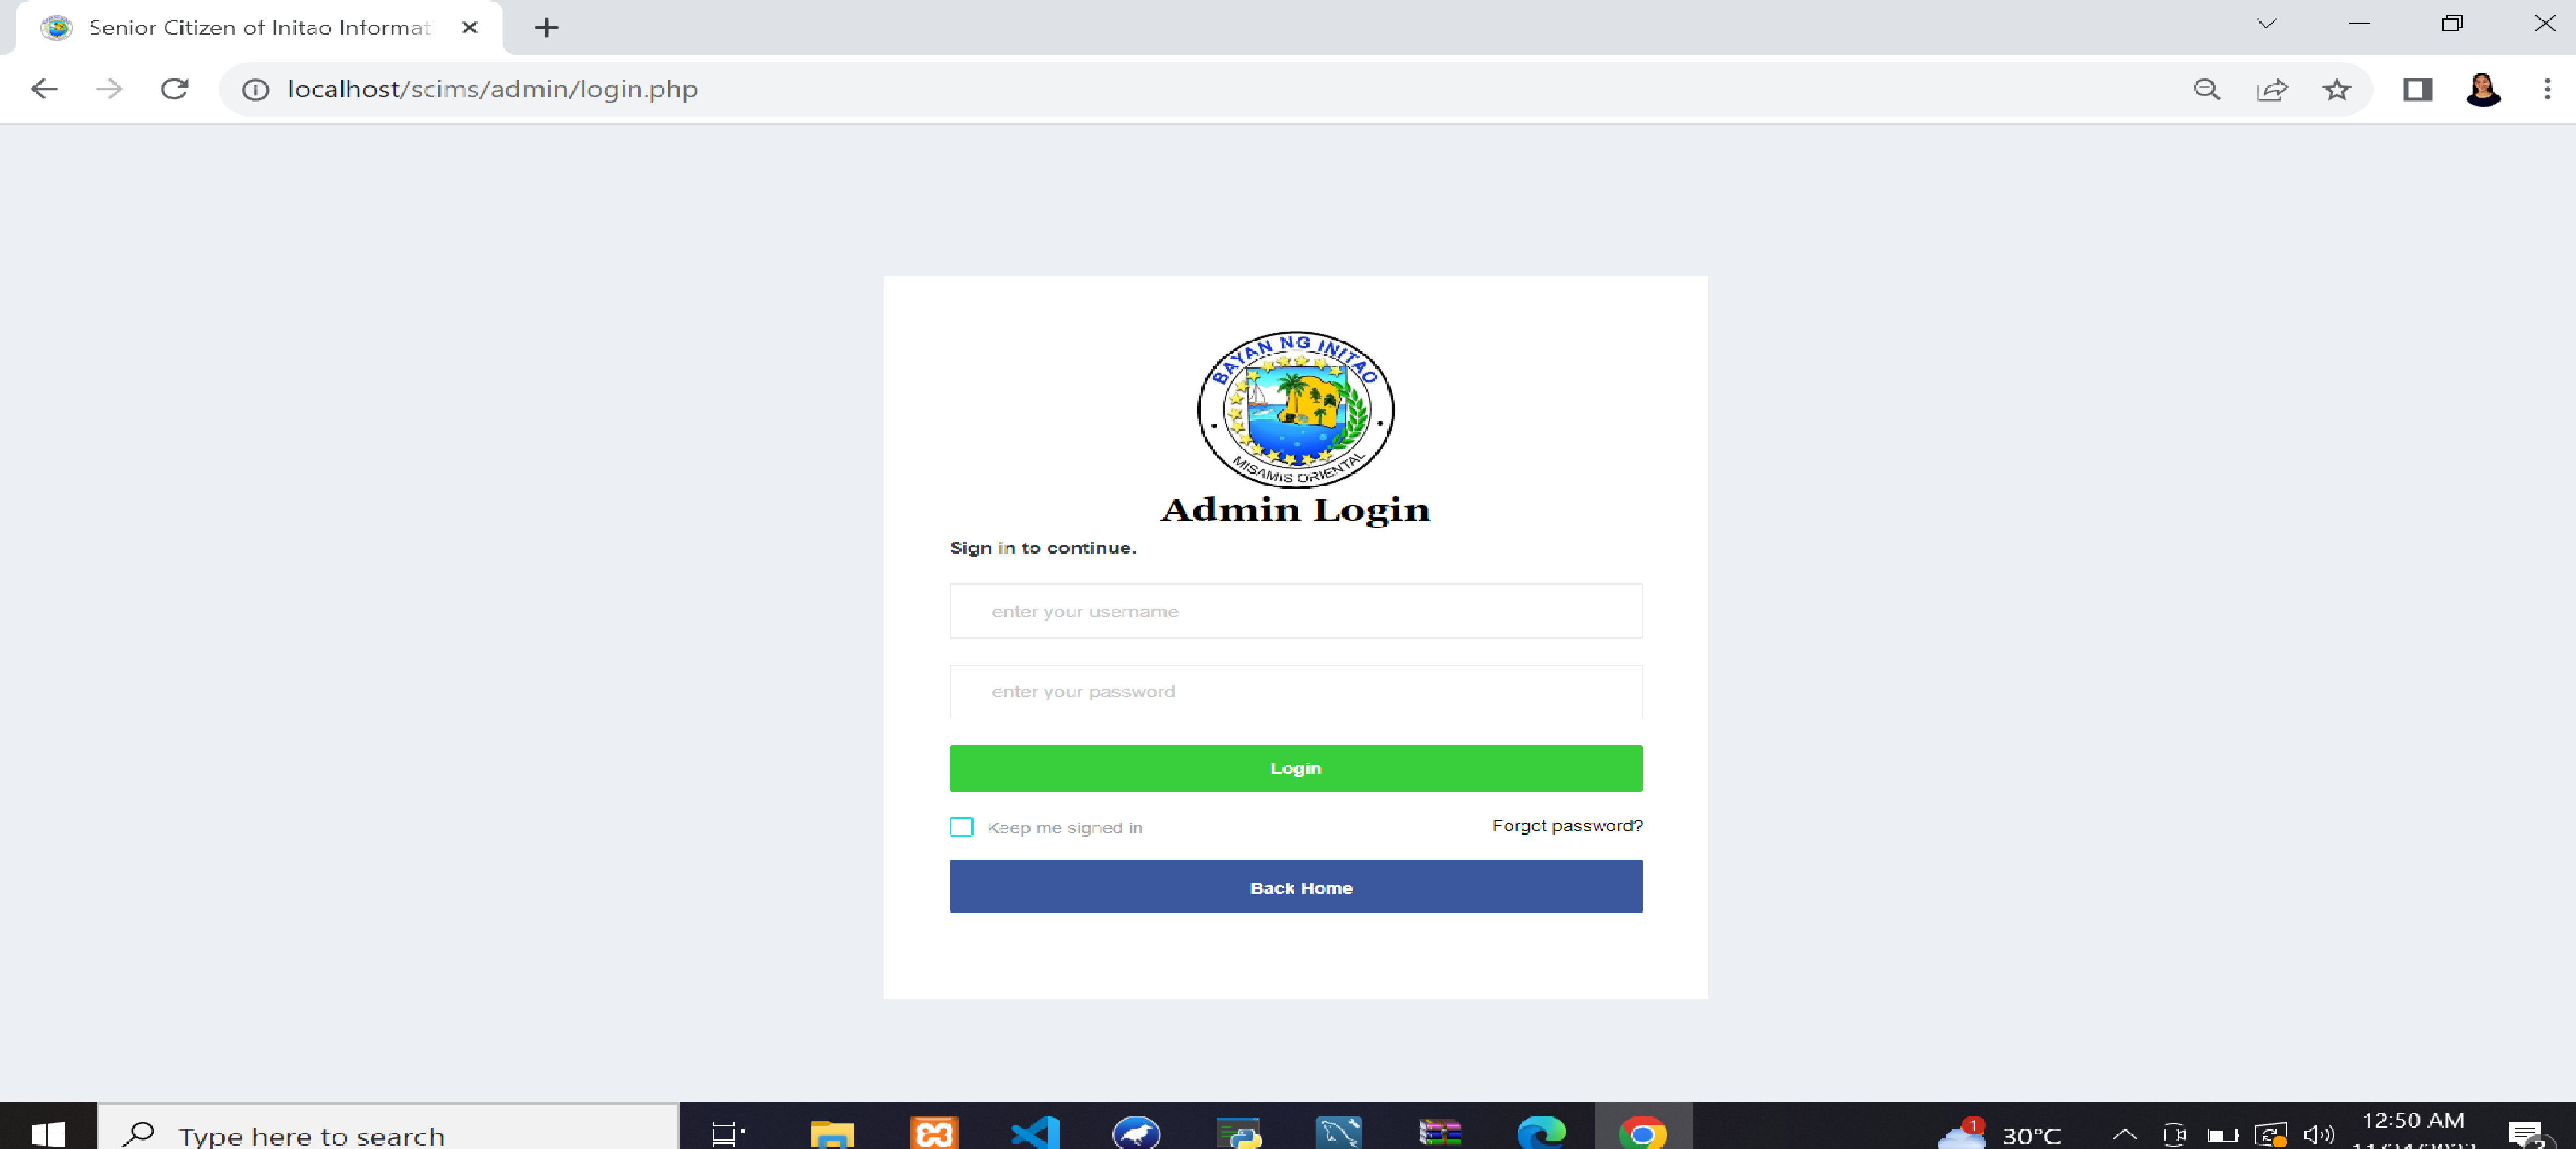 Senior Citizen of Initao Informati
localhost/scims/admin/login.php
BAYAN NG INITAO
MISAMIS ORIENTAL
Admin Login
Sign in to continue.
enter your username
enter your password
Login
Keep me signed in
Forgot password?
Back Home
Type here to search
1
30°C
12:50 AM